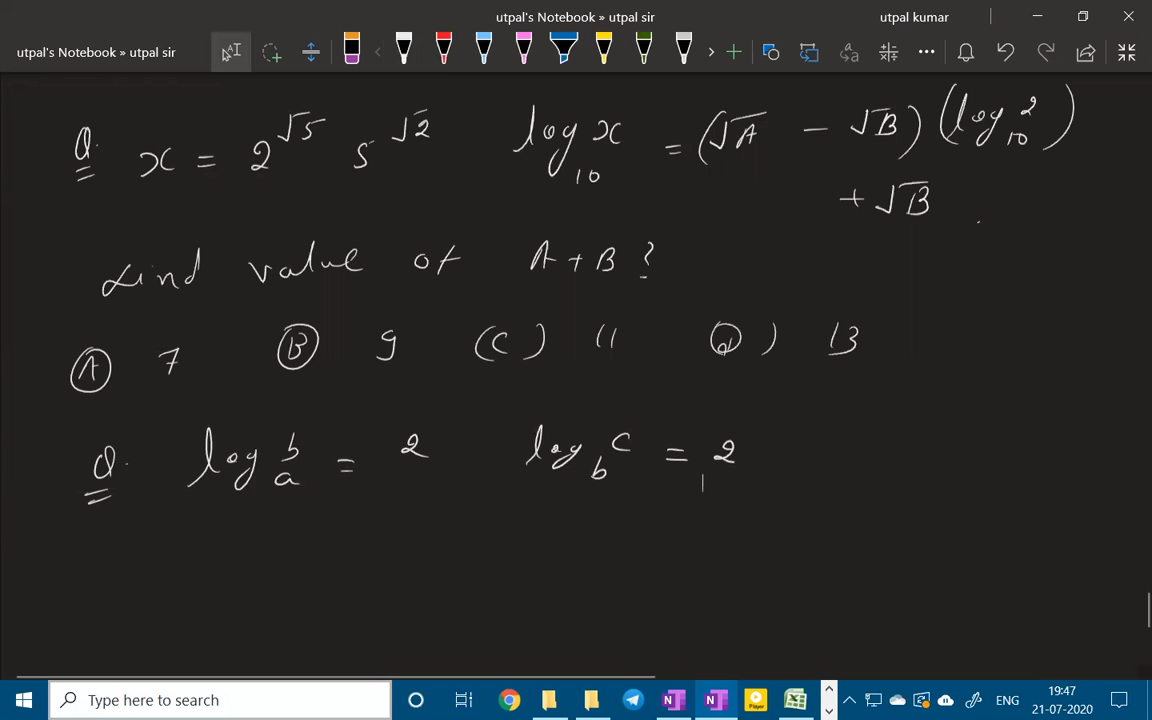 utpal's Notebook » utpal sir
utpal kumar
utpal's Notebook » utpal sir
Q. x = 2^√5 5^√2 log₁₀ x = (√A − √B) (log₁₀ 2)
+ √B
Find value of A + B ?
(A) 7 (B) 9 (C) 11 (d) 13
Q. logₐ b = 2 log_b c = 2
Type here to search
ENG
19:47
21-07-2020